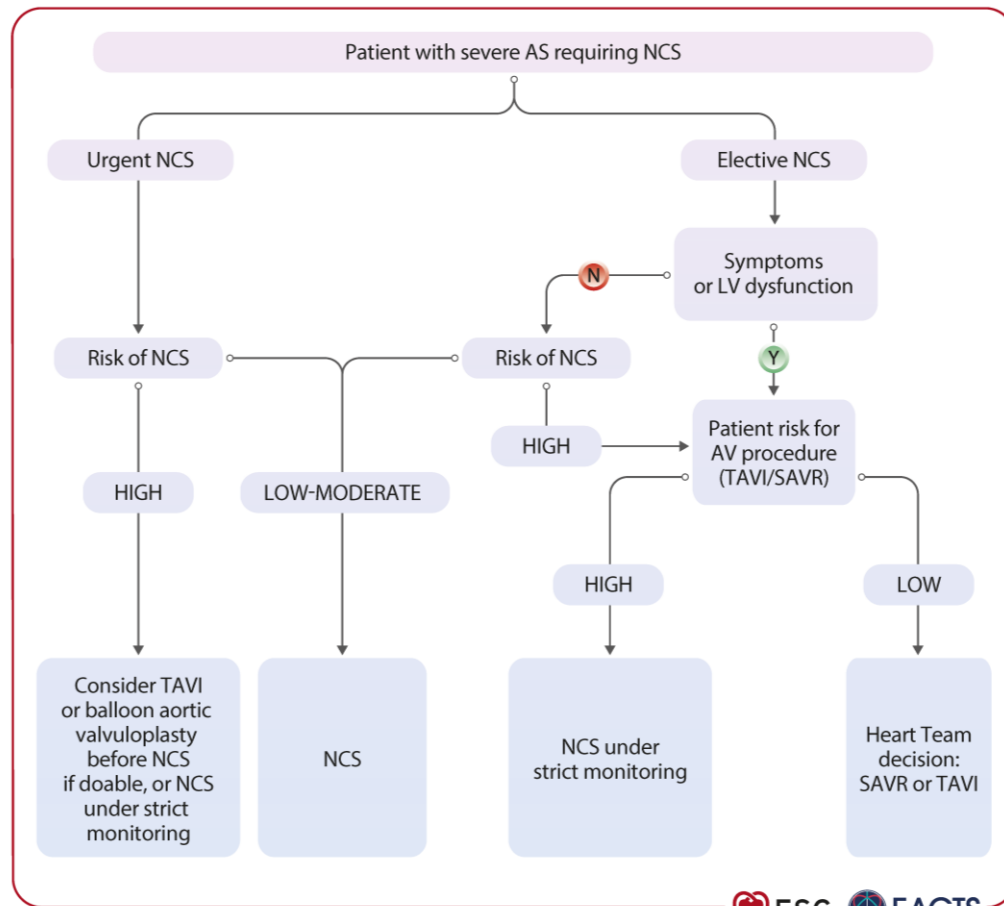 Patient with severe AS requiring NCS
Urgent NCS
Elective NCS
Symptoms
or LV dysfunction
N
Y
Risk of NCS
Risk of NCS
Patient risk for
AV procedure
(TAVI/SAVR)
HIGH
HIGH
LOW-MODERATE
HIGH
LOW
Consider TAVI
or balloon aortic
valvuloplasty
before NCS
if doable, or NCS
under strict
monitoring
NCS
NCS under
strict monitoring
Heart Team
decision:
SAVR or TAVI
ESC
EACTS